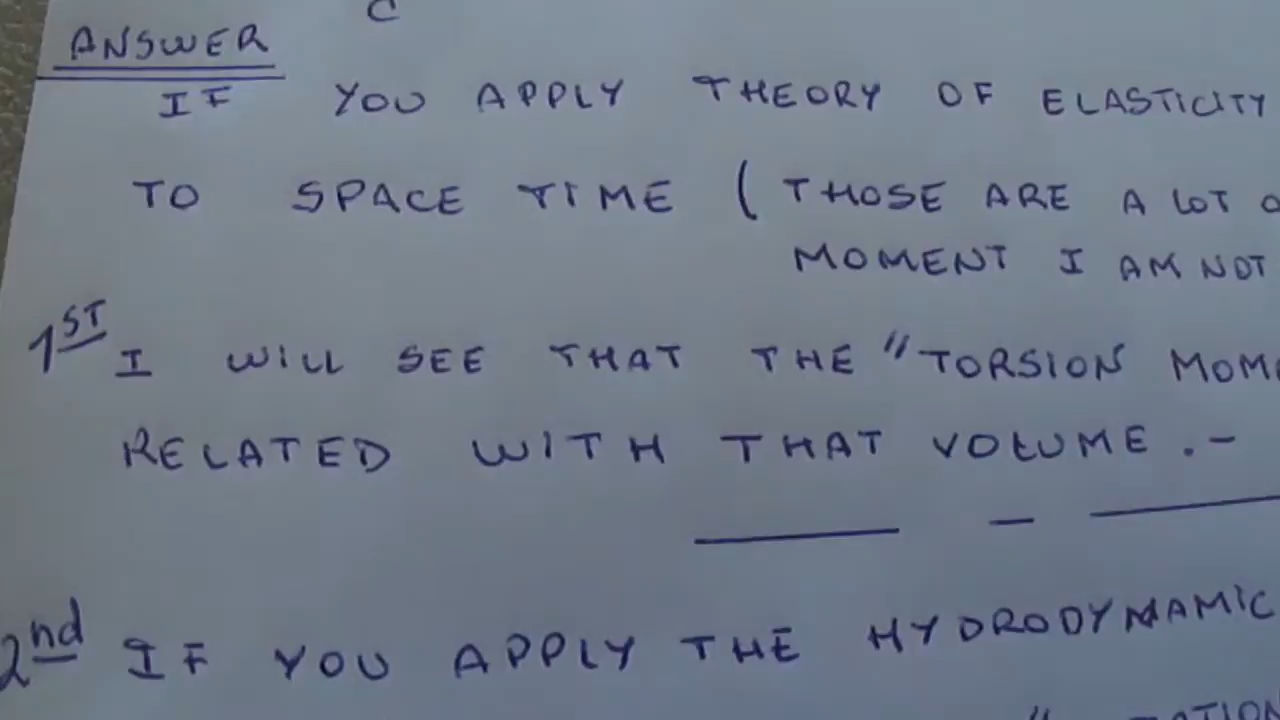 C
ANSWER
IF YOU APPLY THEORY OF ELASTICITY
TO SPACE TIME ( THOSE ARE A LOT
MOMENT I AM NOT
1ST I WILL SEE THAT THE "TORSION MOM
RELATED WITH THAT VOLUME .-
2nd IF YOU APPLY THE HYDRODYNAMIC